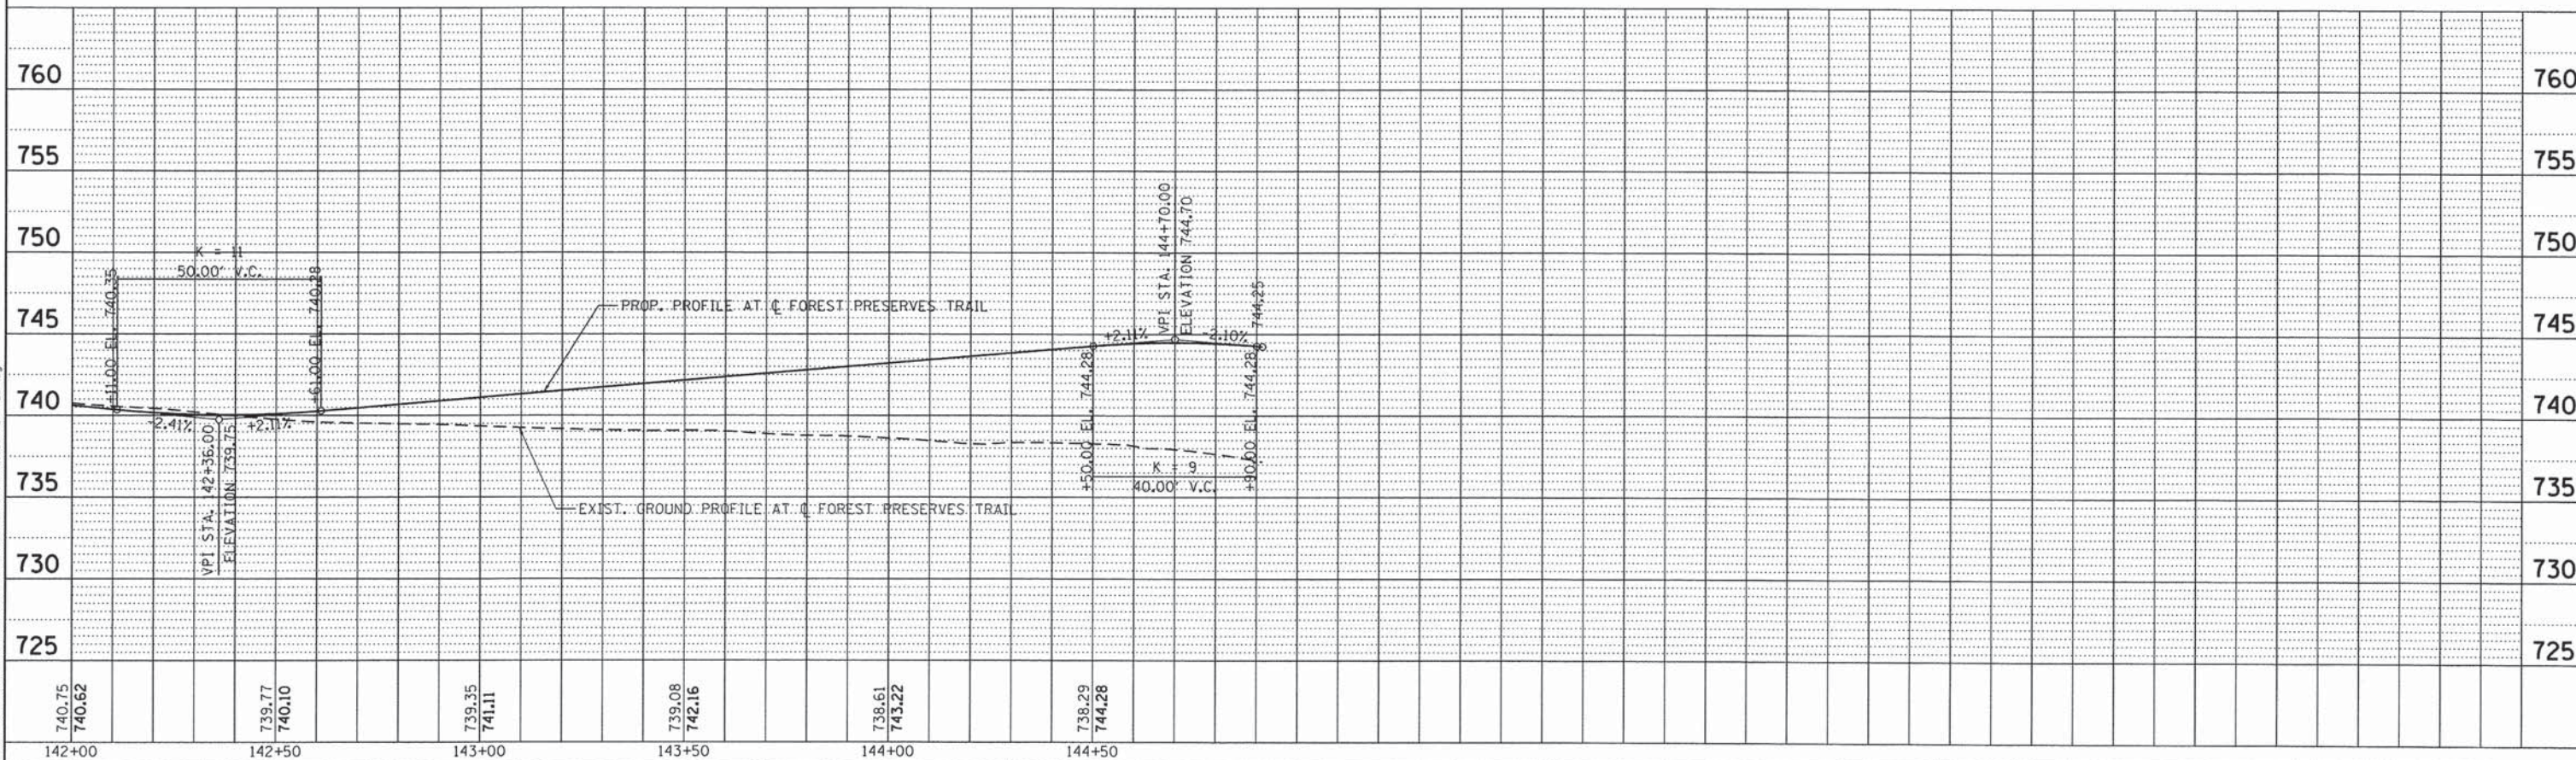 760
755
750
745
740
735
730
725
K = 11
50.00' V.C.
+11.00 EL. 740.35
+61.00 EL. 740.28
-2.41%
+2.11%
VPI STA. 142+36.00
ELEVATION 739.75
PROP. PROFILE AT ℄ FOREST PRESERVES TRAIL
EXIST. GROUND PROFILE AT ℄ FOREST PRESERVES TRAIL
VPI STA. 144+70.00
ELEVATION 744.70
+2.11%
-2.10%
744.25
+50.00 EL. 744.28
+90.00 EL. 744.28
K = 9
40.00' V.C.
760
755
750
745
740
735
730
725
740.75
740.62
739.77
740.10
739.35
741.11
739.08
742.16
738.61
743.22
738.29
744.28
142+00
142+50
143+00
143+50
144+00
144+50